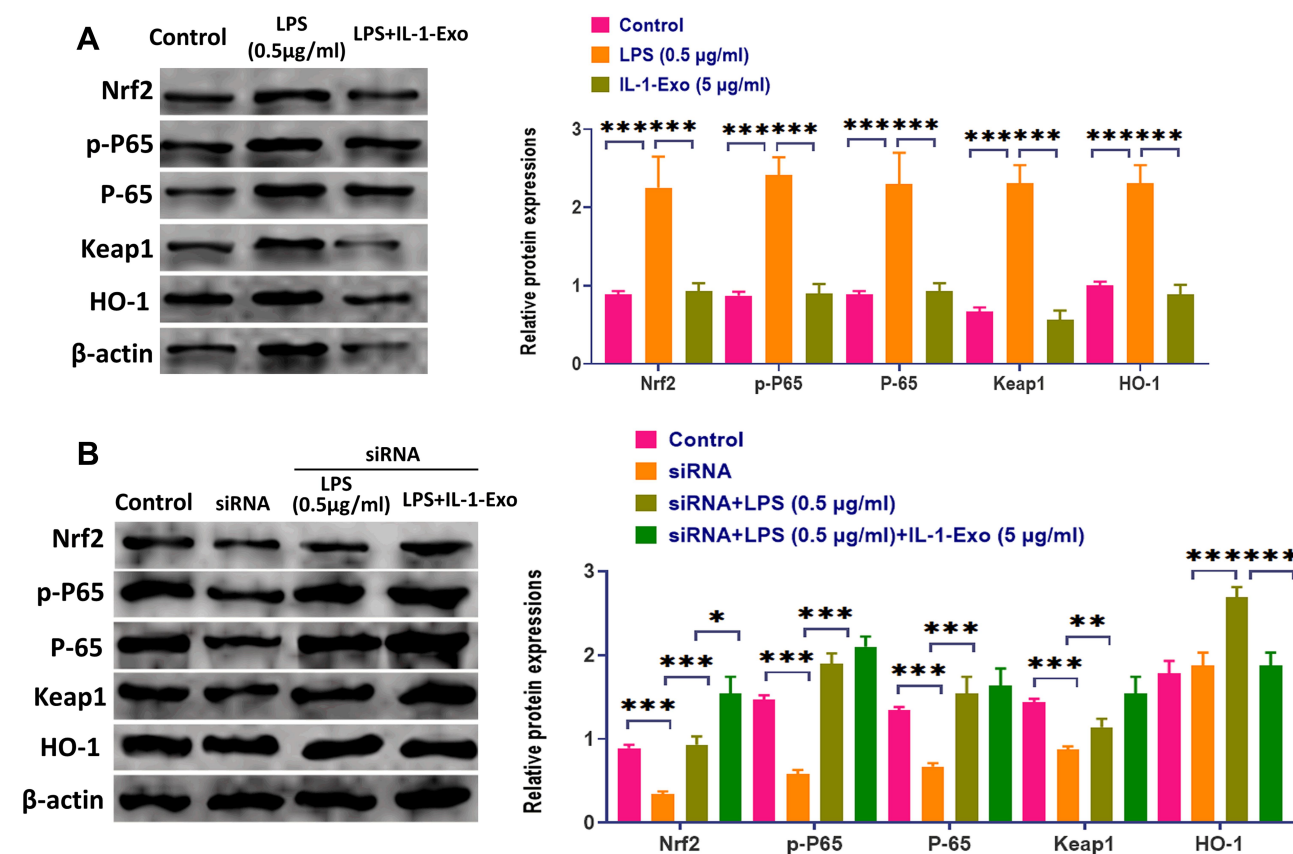 A
Control
LPS
(0.5µg/ml)
LPS+IL-1-Exo
Nrf2
p-P65
P-65
Keap1
HO-1
β-actin
Control
LPS (0.5 µg/ml)
IL-1-Exo (5 µg/ml)
Relative protein expressions
3
2
1
0
****** ****** ****** ****** ******
Nrf2 p-P65 P-65 Keap1 HO-1
B
siRNA
Control
siRNA
LPS
(0.5µg/ml)
LPS+IL-1-Exo
Nrf2
p-P65
P-65
Keap1
HO-1
β-actin
Control
siRNA
siRNA+LPS (0.5 µg/ml)
siRNA+LPS (0.5 µg/ml)+IL-1-Exo (5 µg/ml)
Relative protein expressions
3
2
1
0
*** *** *
*** ***
*** ***
*** **
******
Nrf2 p-P65 P-65 Keap1 HO-1